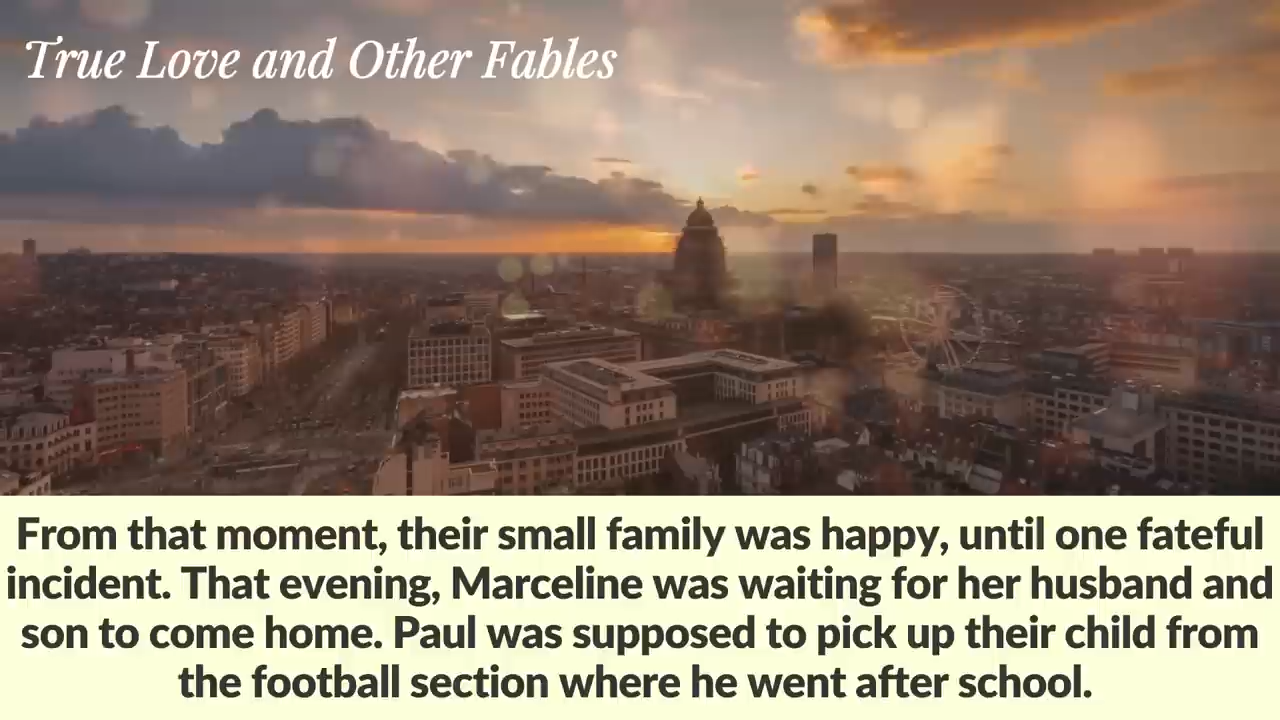 True Love and Other Fables
From that moment, their small family was happy, until one fateful
incident. That evening, Marceline was waiting for her husband and
son to come home. Paul was supposed to pick up their child from
the football section where he went after school.